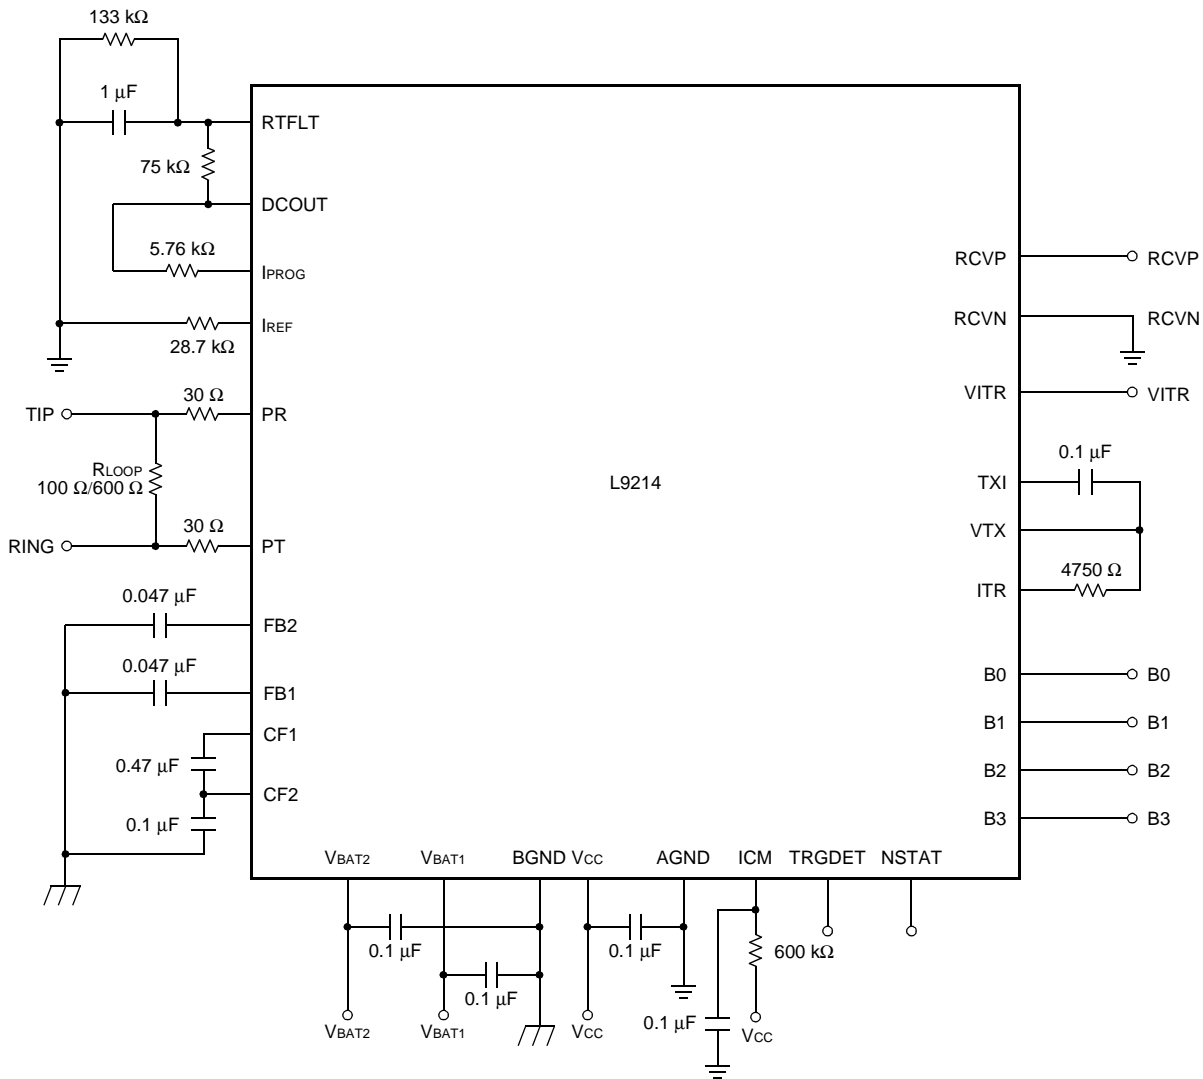 133 kΩ
1 μF
RTFLT
75 kΩ
DCOUT
5.76 kΩ
IPROG
IREF
28.7 kΩ
30 Ω
TIP
PR
RLOOP
100 Ω/600 Ω
30 Ω
RING
PT
0.047 μF
FB2
0.047 μF
FB1
CF1
0.47 μF
CF2
0.1 μF
L9214
RCVP
RCVP
RCVN
RCVN
VITR
VITR
0.1 μF
TXI
VTX
4750 Ω
ITR
B0
B0
B1
B1
B2
B2
B3
B3
VBAT2
VBAT1
BGND
VCC
AGND
ICM
TRGDET
NSTAT
0.1 μF
0.1 μF
0.1 μF
600 kΩ
0.1 μF
VBAT2
VBAT1
VCC
VCC